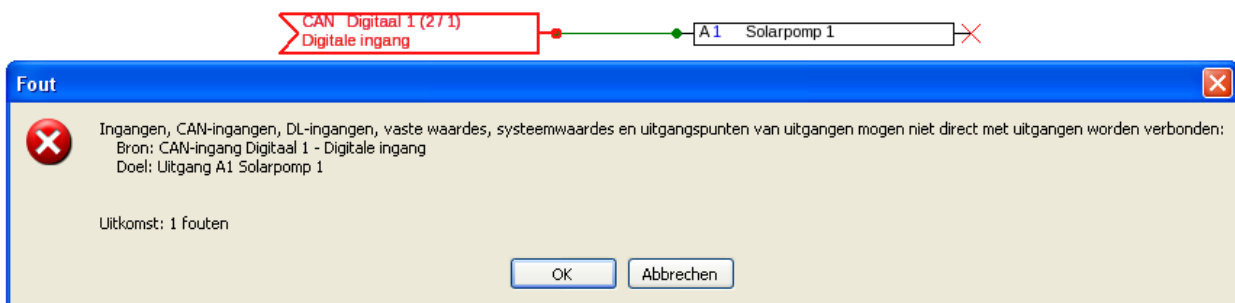 CAN Digitaal 1 (2 / 1)
Digitale ingang
A 1 Solarpomp 1
Fout
Ingangen, CAN-ingangen, DL-ingangen, vaste waardes, systeemwaardes en uitgangspunten van uitgangen mogen niet direct met uitgangen worden verbonden:
Bron: CAN-ingang Digitaal 1 - Digitale ingang
Doel: Uitgang A1 Solarpomp 1
Uitkomst: 1 fouten
OK Abbrechen